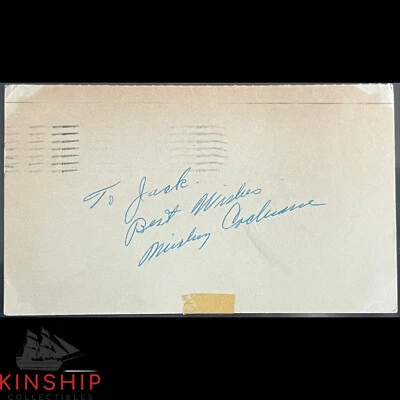 To Jack.
Best Wishes
Mickey Cochrane
KINSHIP
COLLECTIBLES